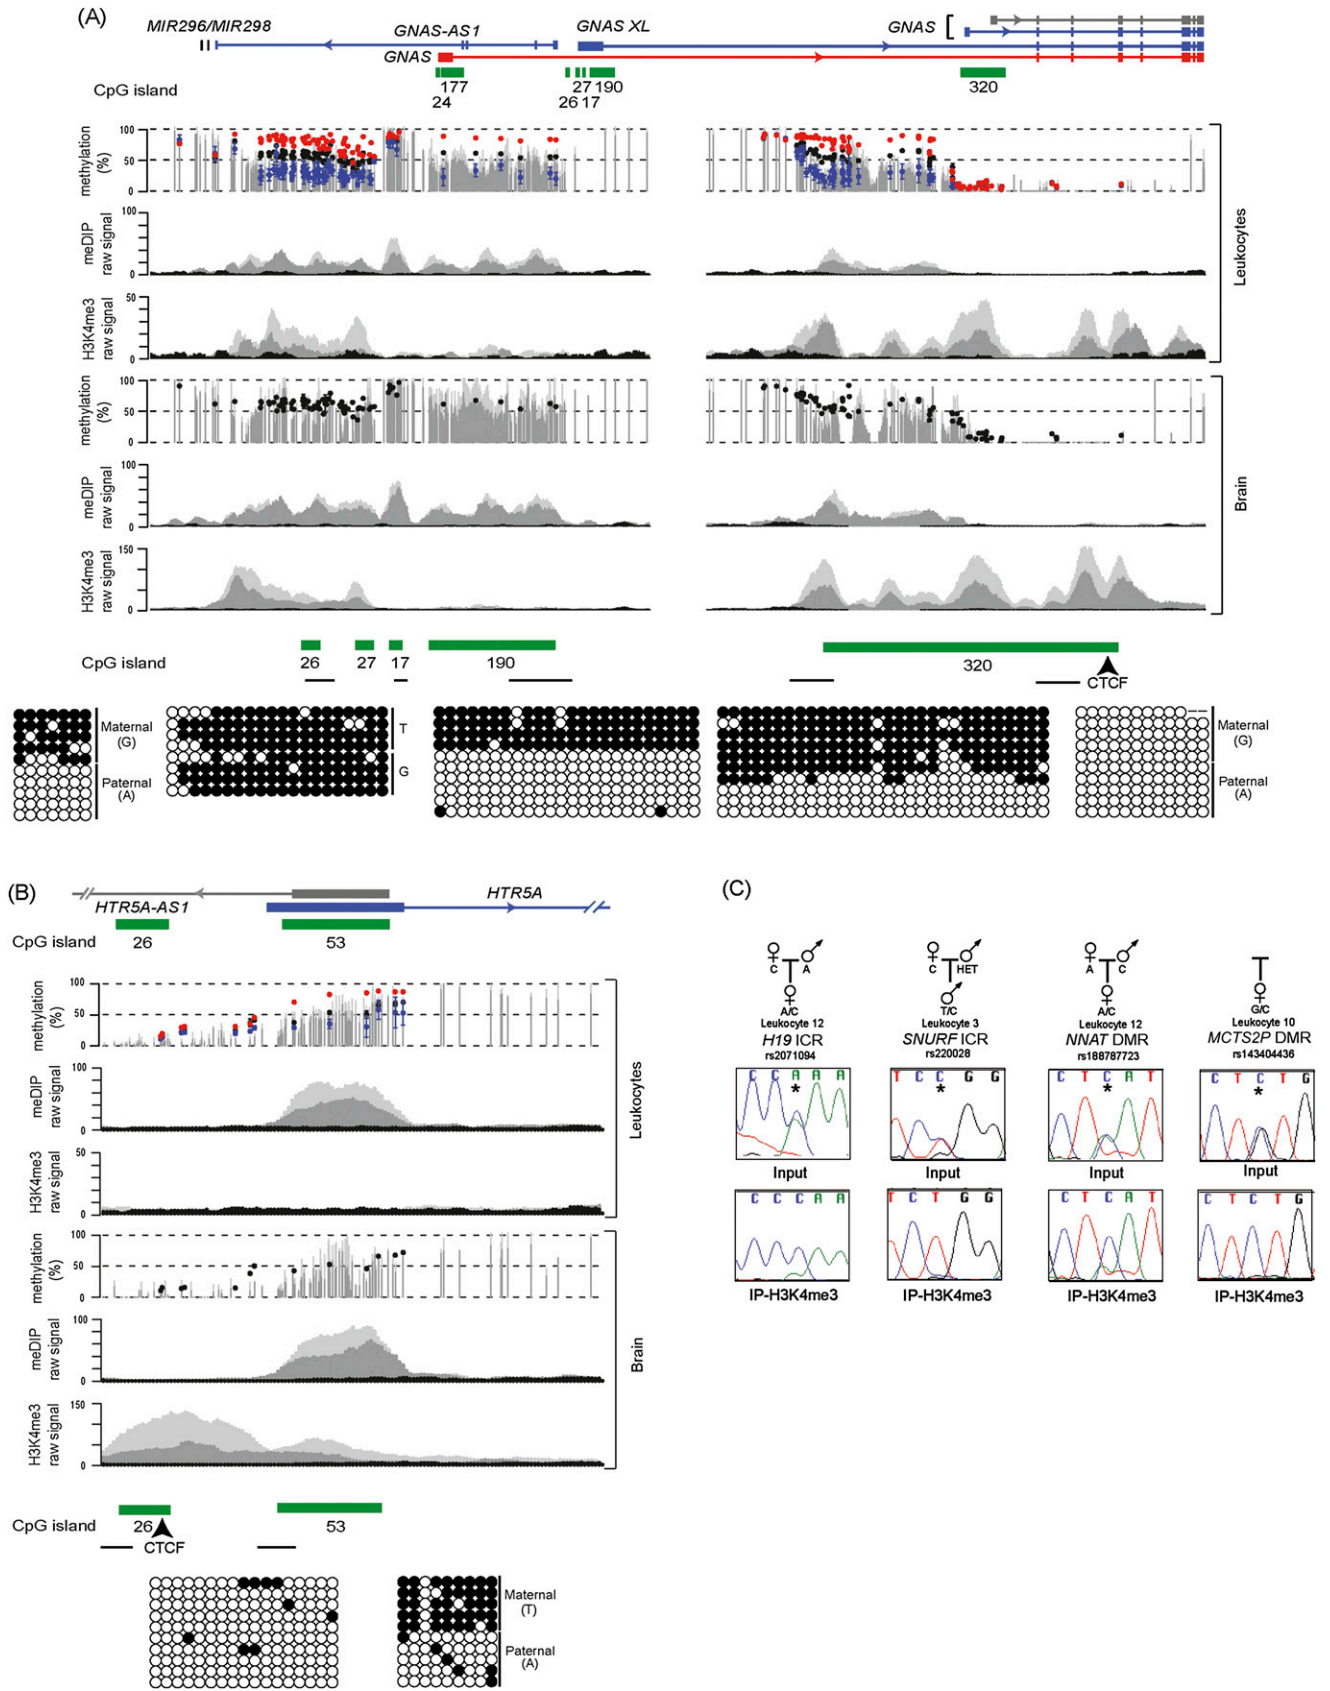 (A)
MIR296/MIR298
GNAS-AS1
GNAS XL
GNAS
GNAS
CpG island
177
24
27 190
26 17
320
methylation (%)
100
50
0
meDIP raw signal
100
0
H3K4me3 raw signal
50
0
Leukocytes
methylation (%)
100
50
0
meDIP raw signal
100
0
H3K4me3 raw signal
150
0
Brain
CpG island
26
27
17
190
320
CTCF
Maternal (G)
Paternal (A)
T
G
Maternal (G)
Paternal (A)
(B)
HTR5A-AS1
HTR5A
CpG island
26
53
methylation (%)
100
50
0
meDIP raw signal
100
0
H3K4me3 raw signal
50
0
Leukocytes
methylation (%)
100
50
0
meDIP raw signal
100
0
H3K4me3 raw signal
150
0
Brain
CpG island
26
53
CTCF
Maternal (T)
Paternal (A)
(C)
♀ ♂
C A
♀
A/C
Leukocyte 12
H19 ICR
rs2071094
C C A A A
*
Input
C C C A A
IP-H3K4me3
♀ ♂
C HET
♂
T/C
Leukocyte 3
SNURF ICR
rs220028
T C C G G
*
Input
T C T G G
IP-H3K4me3
♀ ♂
A C
♀
A/C
Leukocyte 12
NNAT DMR
rs188787723
C T C A T
*
Input
C T C A T
IP-H3K4me3
♀
G/C
Leukocyte 10
MCTS2P DMR
rs143404436
C T C T G
*
Input
C T C T G
IP-H3K4me3